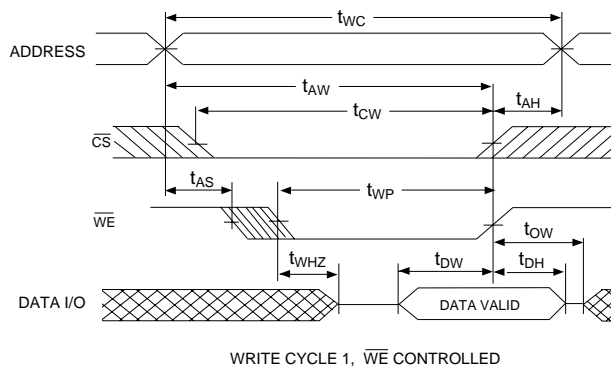 tWC
ADDRESS
tAW
tCW
tAH
CS
tAS
tWP
WE
tOW
tWHZ
tDW
tDH
DATA I/O
DATA VALID
WRITE CYCLE 1, WE CONTROLLED